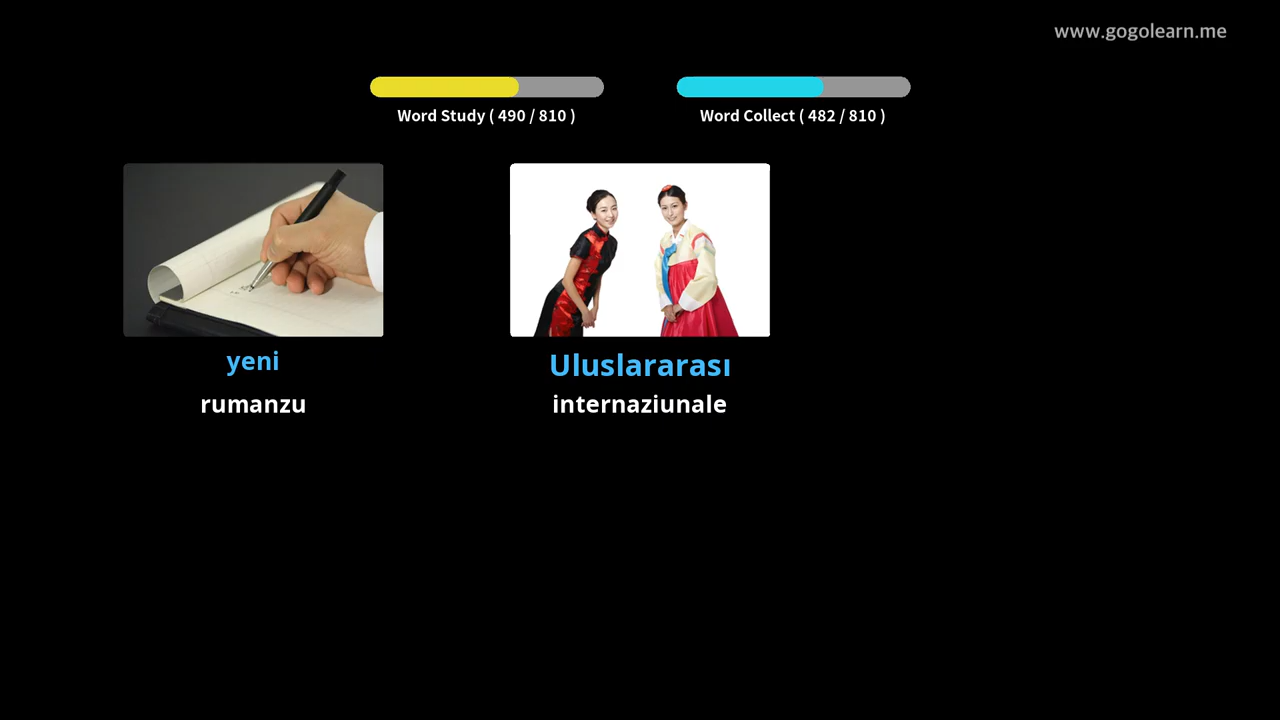 www.gogolearn.me
Word Study ( 490 / 810 )
Word Collect ( 482 / 810 )
yeni
rumanzu
Uluslararası
internaziunale